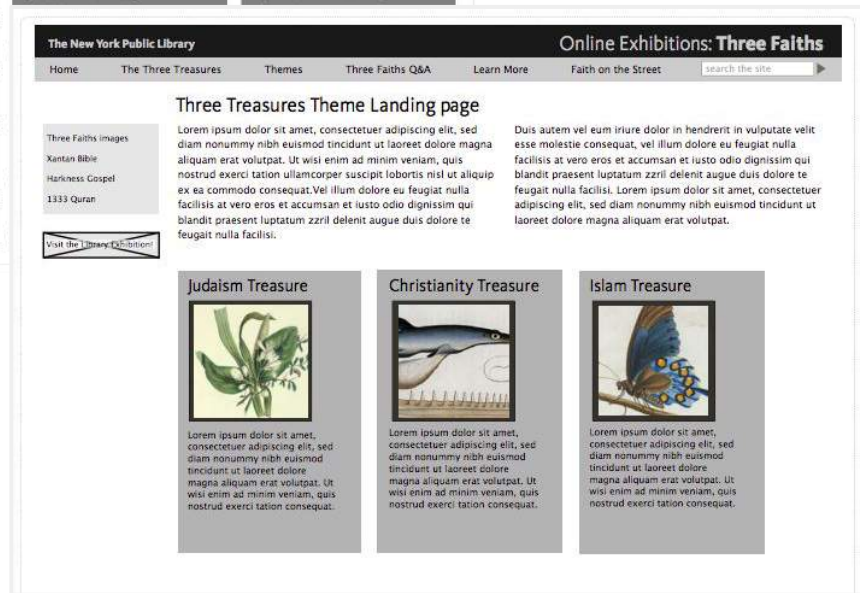 The New York Public Library
Online Exhibitions: Three Faiths
Home The Three Treasures Themes Three Faiths Q&A Learn More Faith on the Street search the site
Three Treasures Theme Landing page
Three Faiths images
Xantan Bible
Harkness Gospel
1333 Quran
Visit the Library Exhibition!
Lorem ipsum dolor sit amet, consectetuer adipiscing elit, sed
diam nonummy nibh euismod tincidunt ut laoreet dolore magna
aliquam erat volutpat. Ut wisi enim ad minim veniam, quis
nostrud exerci tation ullamcorper suscipit lobortis nisl ut aliquip
ex ea commodo consequat.Vel illum dolore eu feugiat nulla
facilisis at vero eros et accumsan et iusto odio dignissim qui
blandit praesent luptatum zzril delenit augue duis dolore te
feugait nulla facilisi.
Duis autem vel eum iriure dolor in hendrerit in vulputate velit
esse molestie consequat, vel illum dolore eu feugiat nulla
facilisis at vero eros et accumsan et iusto odio dignissim qui
blandit praesent luptatum zzril delenit augue duis dolore te
feugait nulla facilisi. Lorem ipsum dolor sit amet, consectetuer
adipiscing elit, sed diam nonummy nibh euismod tincidunt ut
laoreet dolore magna aliquam erat volutpat.
Judaism Treasure
Lorem ipsum dolor sit amet,
consectetuer adipiscing elit, sed
diam nonummy nibh euismod
tincidunt ut laoreet dolore
magna aliquam erat volutpat. Ut
wisi enim ad minim veniam, quis
nostrud exerci tation consequat.
Christianity Treasure
Lorem ipsum dolor sit amet,
consectetuer adipiscing elit, sed
diam nonummy nibh euismod
tincidunt ut laoreet dolore
magna aliquam erat volutpat. Ut
wisi enim ad minim veniam, quis
nostrud exerci tation consequat.
Islam Treasure
Lorem ipsum dolor sit amet,
consectetuer adipiscing elit, sed
diam nonummy nibh euismod
tincidunt ut laoreet dolore
magna aliquam erat volutpat. Ut
wisi enim ad minim veniam, quis
nostrud exerci tation consequat.